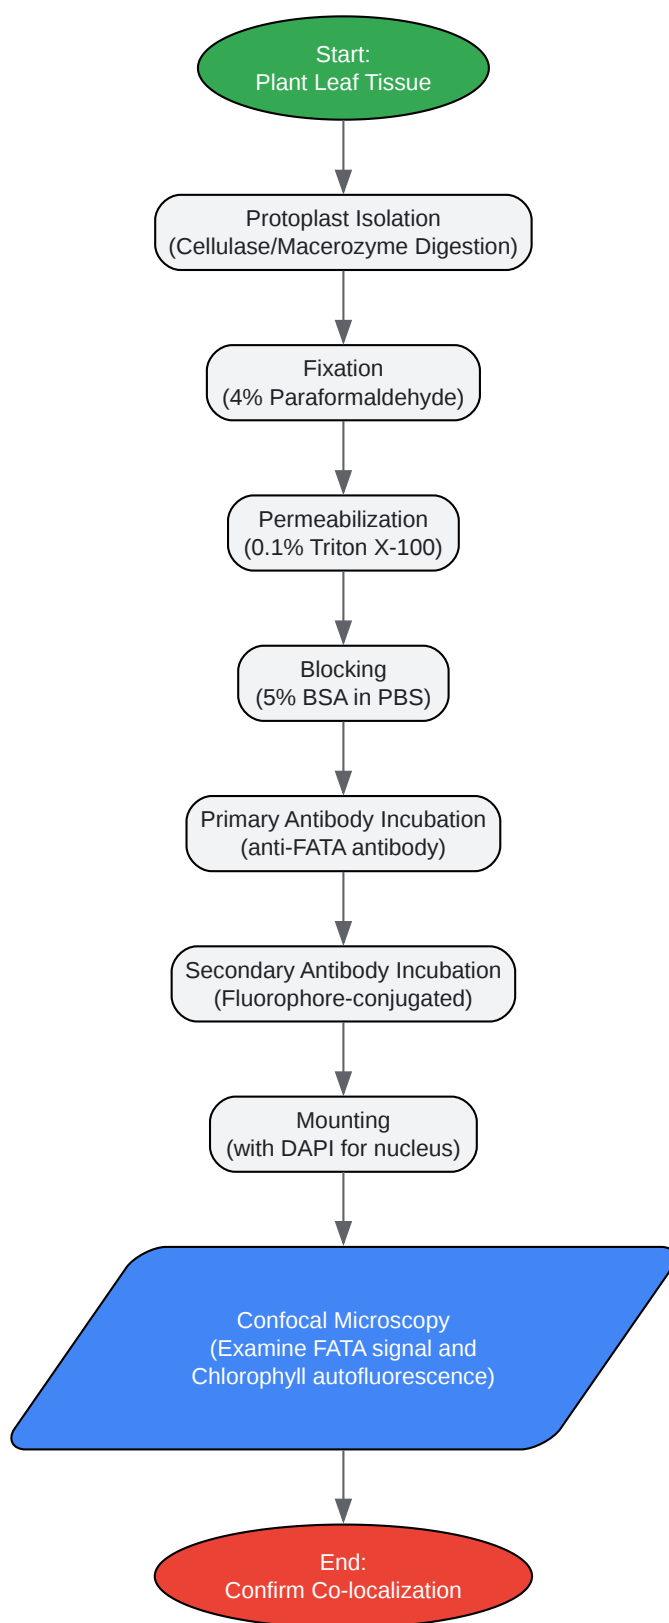 Start:
Plant Leaf Tissue
Protoplast Isolation
(Cellulase/Macerozyme Digestion)
Fixation
(4% Paraformaldehyde)
Permeabilization
(0.1% Triton X-100)
Blocking
(5% BSA in PBS)
Primary Antibody Incubation
(anti-FATA antibody)
Secondary Antibody Incubation
(Fluorophore-conjugated)
Mounting
(with DAPI for nucleus)
Confocal Microscopy
(Examine FATA signal and
Chlorophyll autofluorescence)
End:
Confirm Co-localization